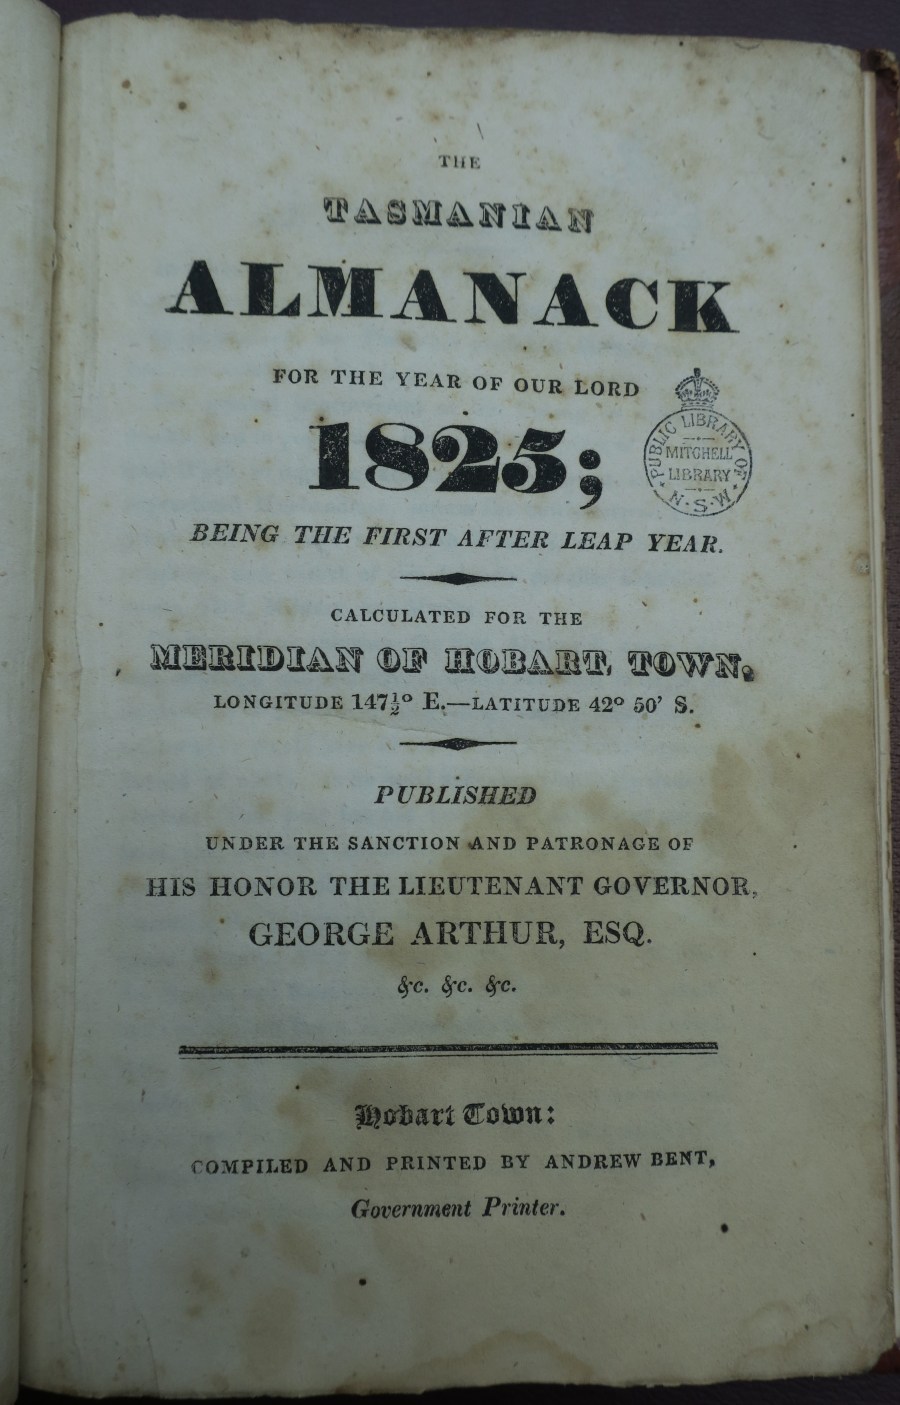 THE
TASMANIAN
ALMANACK
FOR THE YEAR OF OUR LORD
1825;
PUBLIC LIBRARY OF N·S·W
MITCHELL
LIBRARY
BEING THE FIRST AFTER LEAP YEAR.
CALCULATED FOR THE
MERIDIAN OF HOBART TOWN,
LONGITUDE 147½° E.—LATITUDE 42° 50' S.
PUBLISHED
UNDER THE SANCTION AND PATRONAGE OF
HIS HONOR THE LIEUTENANT GOVERNOR,
GEORGE ARTHUR, ESQ.
&c. &c. &c.
Hobart Town:
COMPILED AND PRINTED BY ANDREW BENT,
Government Printer.